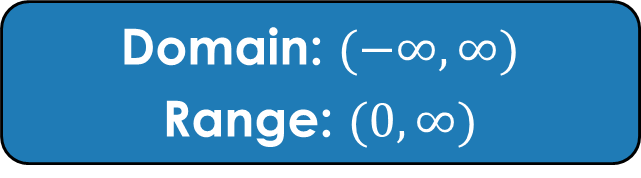 Domain: (−∞, ∞)
Range: (0, ∞)